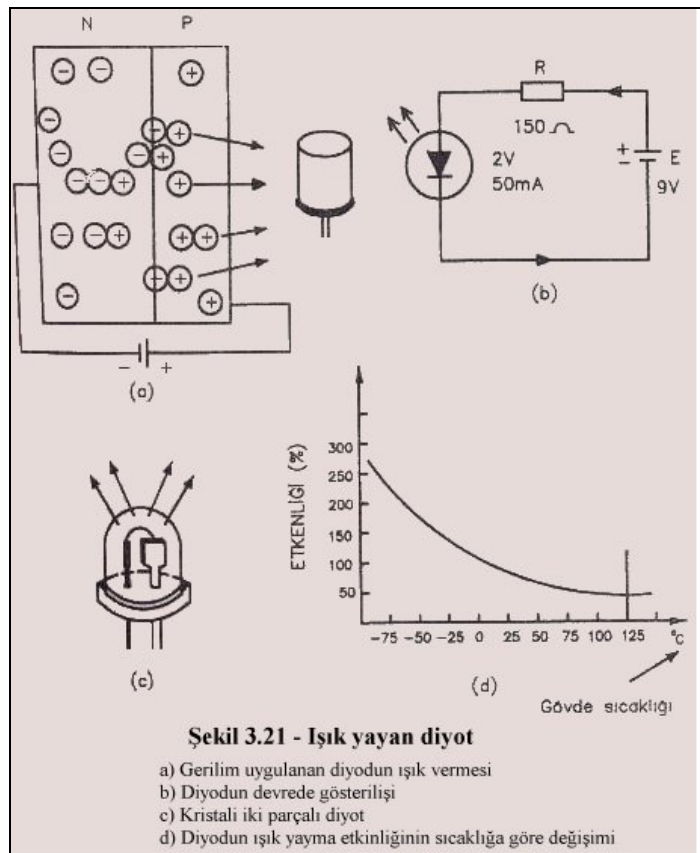 N P
R
150
2V
50mA
E
9V
(b)
(a)
ETKENLİĞİ (%)
300
250
200
150
100
50
-75 -50 -25 0 25 50 75 100 125 °C
(c)
(d)
Gövde sıcaklığı
Şekil 3.21 - Işık yayan diyot
a) Gerilim uygulanan diyodun ışık vermesi
b) Diyodun devrede gösterilişi
c) Kristali iki parçalı diyot
d) Diyodun ışık yayma etkinliğinin sıcaklığa göre değişimi